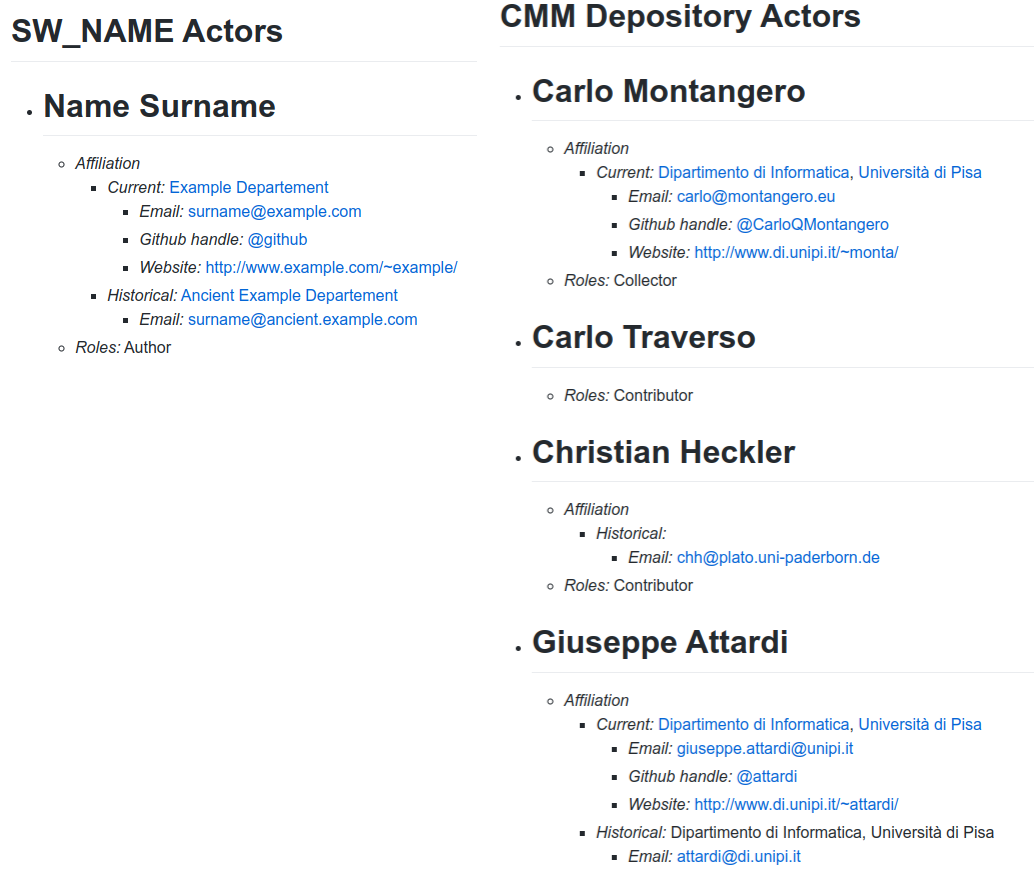 SW_NAME Actors
Name Surname
Affiliation
Current: Example Departement
Email: surname@example.com
Github handle: @github
Website: http://www.example.com/~example/
Historical: Ancient Example Departement
Email: surname@ancient.example.com
Roles: Author
CMM Depository Actors
Carlo Montangero
Affiliation
Current: Dipartimento di Informatica, Università di Pisa
Email: carlo@montangero.eu
Github handle: @CarloQMontangero
Website: http://www.di.unipi.it/~monta/
Roles: Collector
Carlo Traverso
Roles: Contributor
Christian Heckler
Affiliation
Historical:
Email: chh@plato.uni-paderborn.de
Roles: Contributor
Giuseppe Attardi
Affiliation
Current: Dipartimento di Informatica, Università di Pisa
Email: giuseppe.attardi@unipi.it
Github handle: @attardi
Website: http://www.di.unipi.it/~attardi/
Historical: Dipartimento di Informatica, Università di Pisa
Email: attardi@di.unipi.it